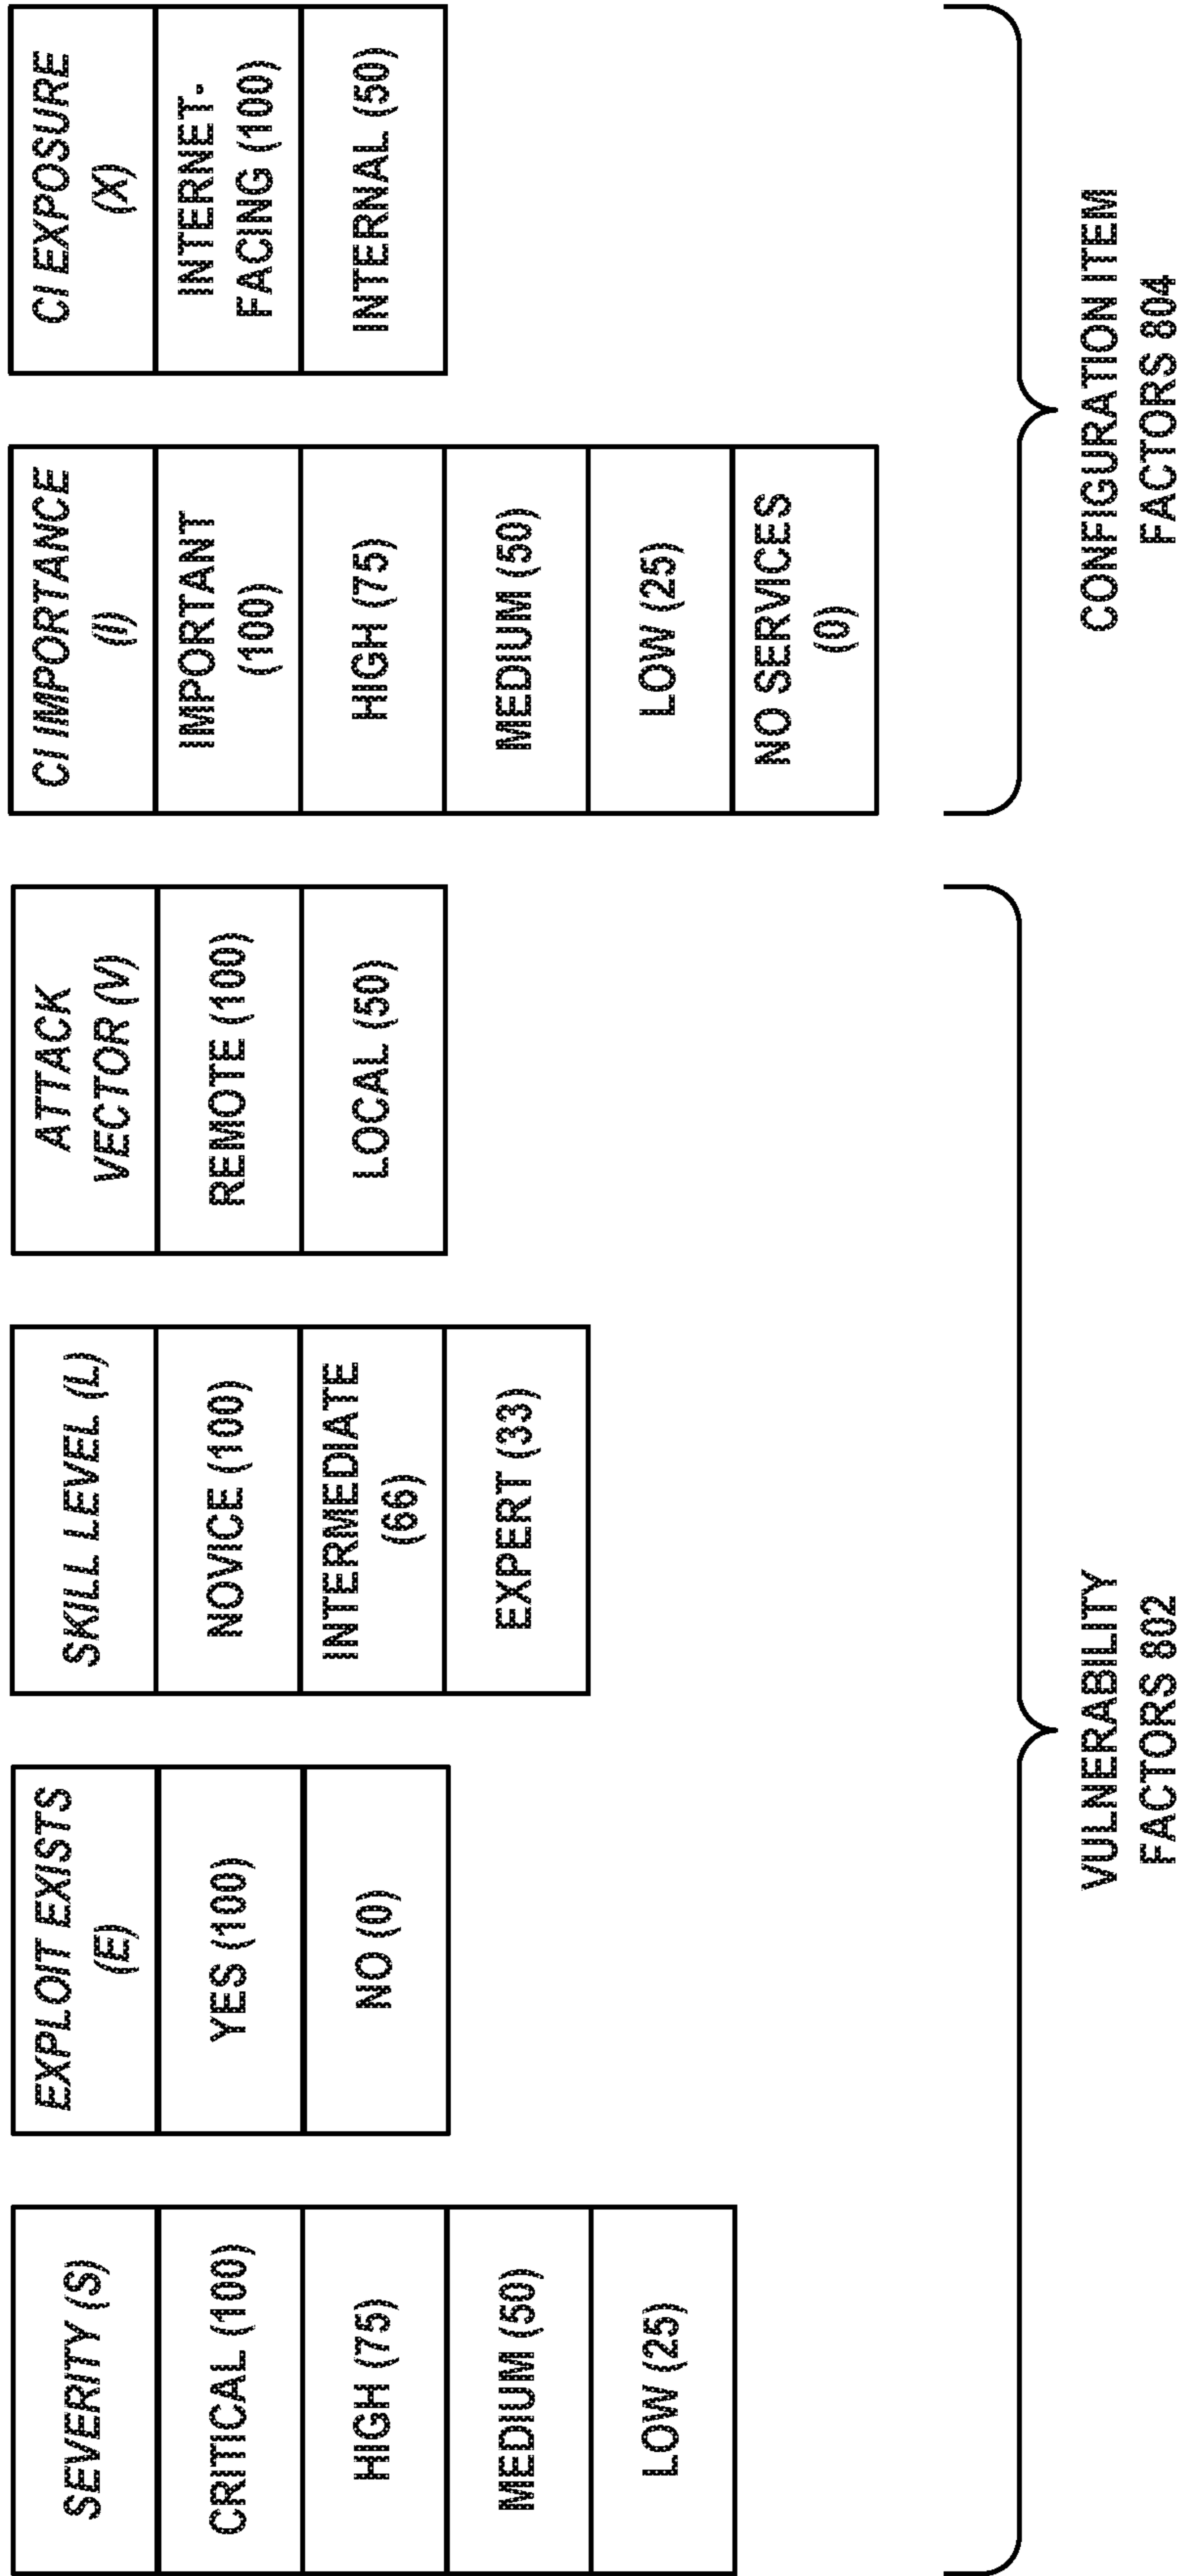 SEVERITY (S)
CRITICAL (100)
HIGH (75)
MEDIUM (50)
LOW (25)
EXPLOIT EXISTS
(E)
YES (100)
NO (0)
SKILL LEVEL (L)
NOVICE (100)
INTERMEDIATE
(66)
EXPERT (33)
ATTACK
VECTOR (V)
REMOTE (100)
LOCAL (50)
CI IMPORTANCE
(I)
IMPORTANT
(100)
HIGH (75)
MEDIUM (50)
LOW (25)
NO SERVICES
(0)
CI EXPOSURE
(X)
INTERNET-
FACING (100)
INTERNAL (50)
VULNERABILITY
FACTORS 802
CONFIGURATION ITEM
FACTORS 804